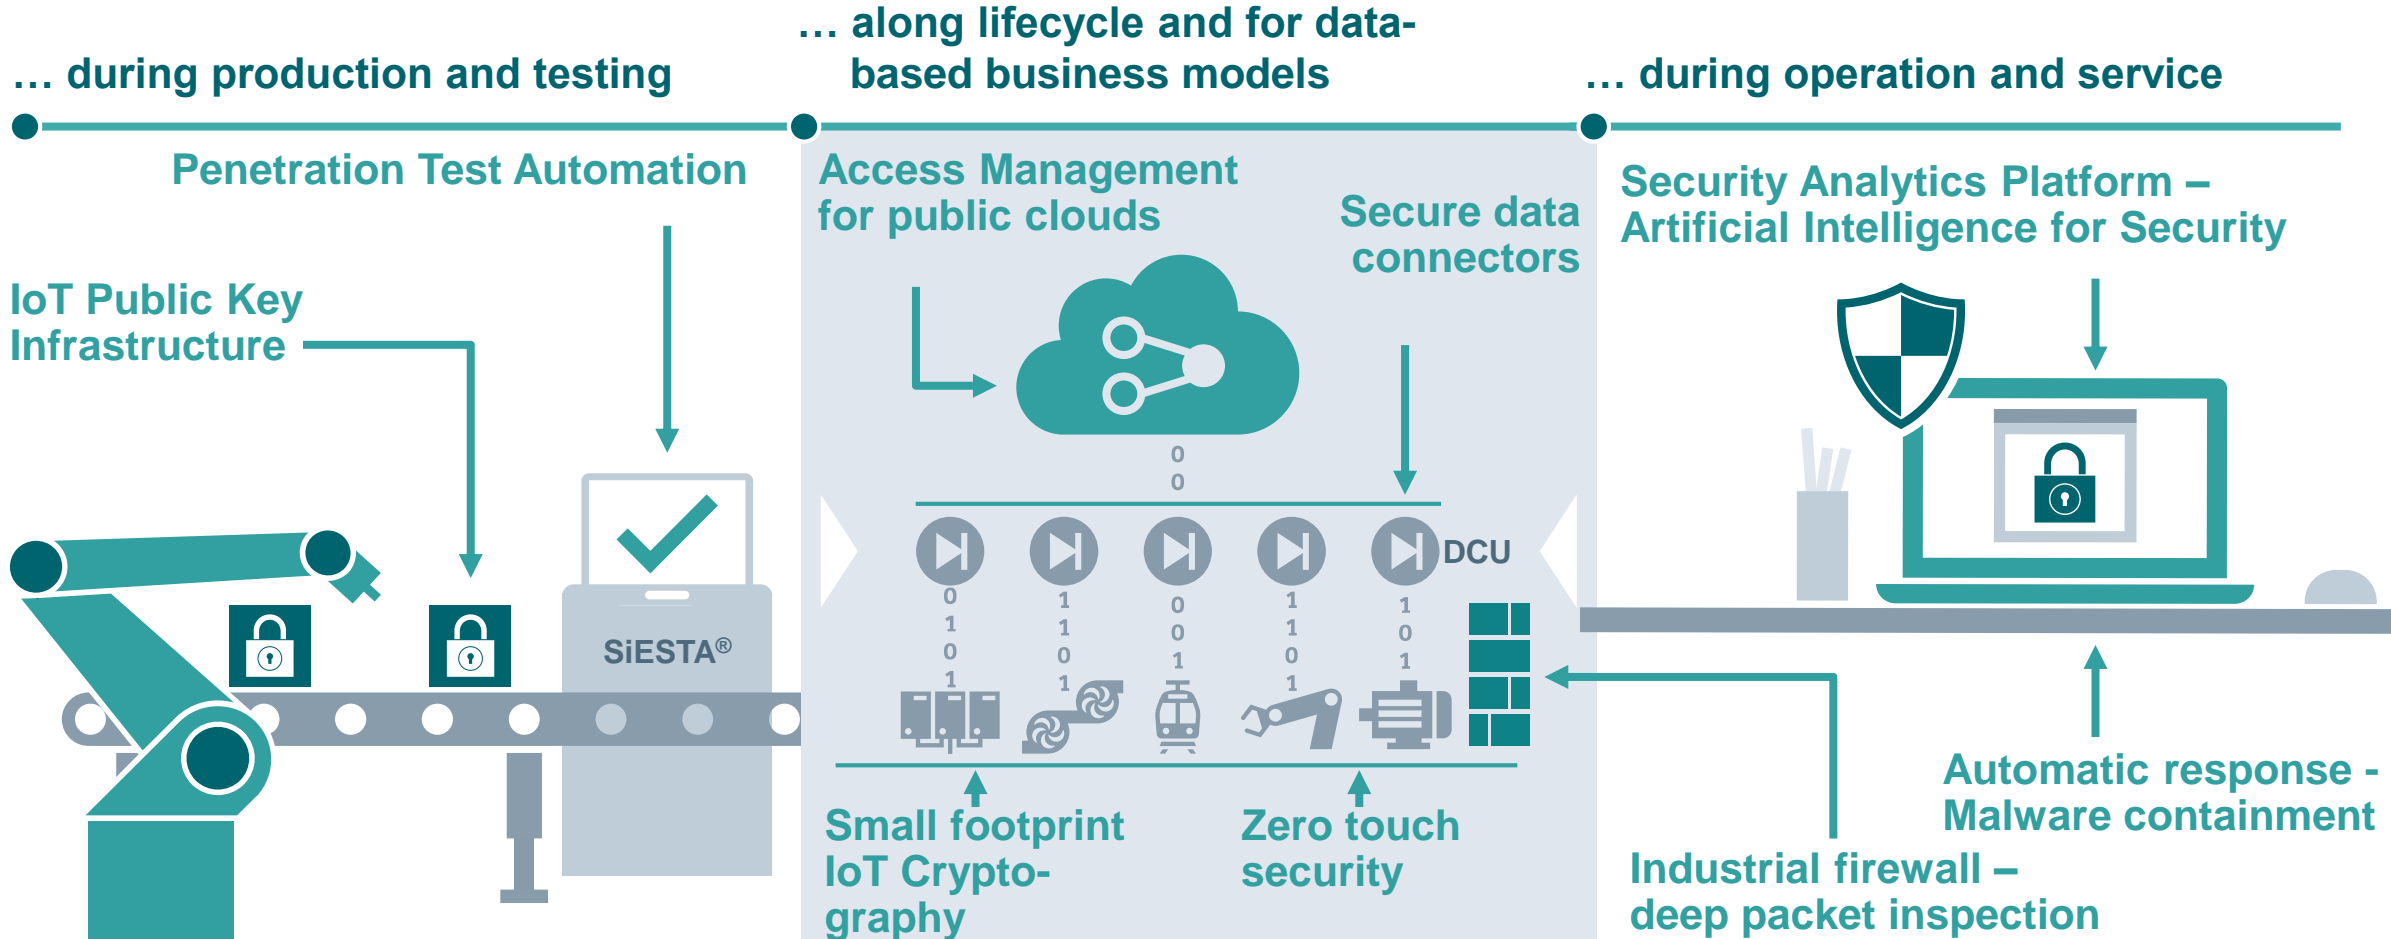 … during production and testing
… along lifecycle and for data-
based business models
… during operation and service
Penetration Test Automation
IoT Public Key
Infrastructure
SiESTA®
Access Management
for public clouds
Secure data
connectors
0
0
DCU
0 1 0 1 1
1 1 0 1 0
0 0 1 0 1
1 1 1
Small footprint
IoT Crypto-
graphy
Zero touch
security
Security Analytics Platform –
Artificial Intelligence for Security
Automatic response -
Malware containment
Industrial firewall –
deep packet inspection